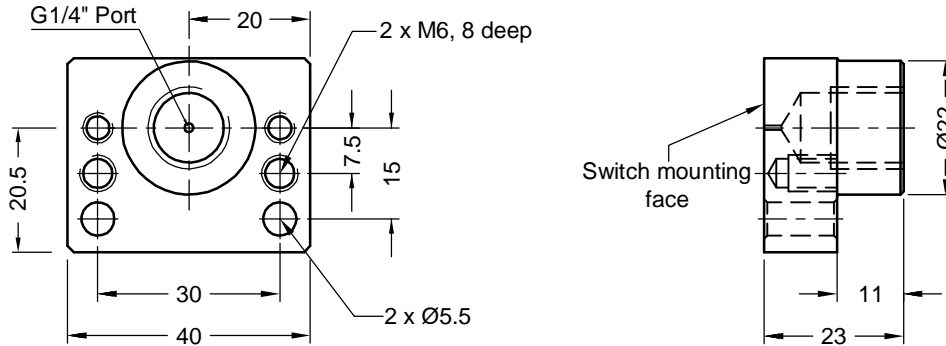 G1/4" Port
20
2 x M6, 8 deep
7.5
15
20.5
30
2 x Ø5.5
40
Switch mounting
face
Ø22
11
23